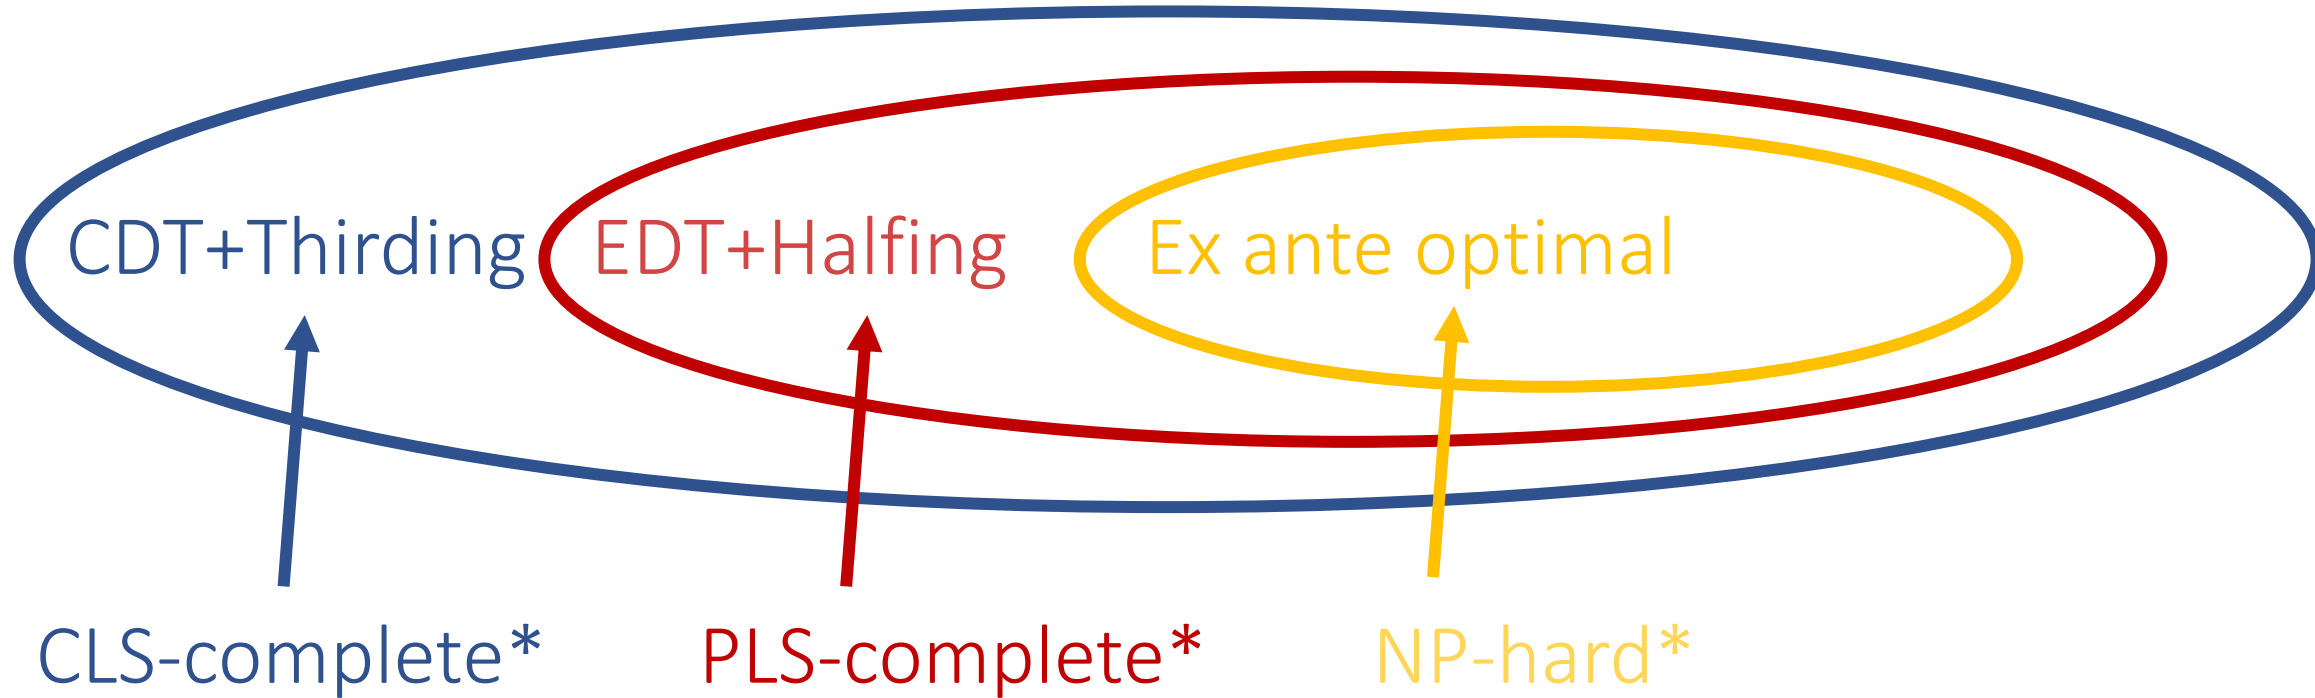 CDT+Thirding EDT+Halfing Ex ante optimal
CLS-complete* PLS-complete* NP-hard*